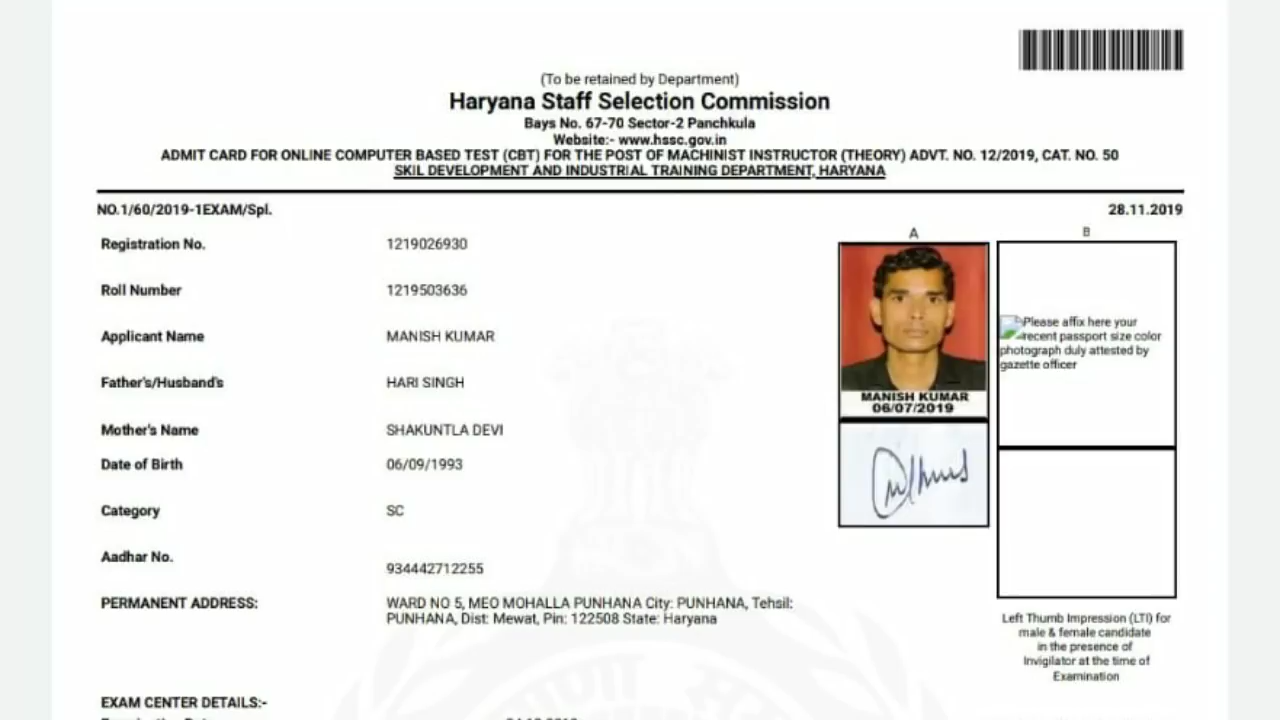 (To be retained by Department)
Haryana Staff Selection Commission
Bays No. 67-70 Sector-2 Panchkula
Website:- www.hssc.gov.in
ADMIT CARD FOR ONLINE COMPUTER BASED TEST (CBT) FOR THE POST OF MACHINIST INSTRUCTOR (THEORY) ADVT. NO. 12/2019, CAT. NO. 50
SKIL DEVELOPMENT AND INDUSTRIAL TRAINING DEPARTMENT, HARYANA
NO.1/60/2019-1EXAM/Spl. 28.11.2019
A B
Registration No. 1219026930
Roll Number 1219503636
Applicant Name MANISH KUMAR
Father's/Husband's HARI SINGH
Mother's Name SHAKUNTLA DEVI
Date of Birth 06/09/1993
Category SC
Aadhar No. 934442712255
PERMANENT ADDRESS: WARD NO 5, MEO MOHALLA PUNHANA City: PUNHANA, Tehsil:
PUNHANA, Dist: Mewat, Pin: 122508 State: Haryana
MANISH KUMAR
06/07/2019
Please affix here your
recent passport size color
photograph duly attested by
gazette officer
Left Thumb Impression (LTI) for
male & female candidate
in the presence of
Invigilator at the time of
Examination
EXAM CENTER DETAILS:-